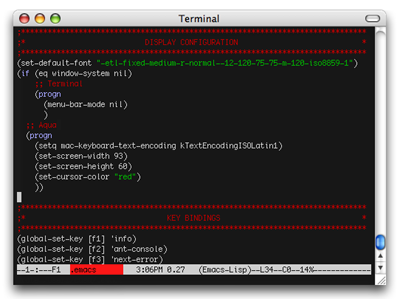 Terminal
;* DISPLAY CONFIGURATION *
(set-default-font "-etl-fixed-medium-r-normal--12-120-75-75-m-120-iso8859-1")
(if (eq window-system nil)
;; Terminal
(progn
(menu-bar-mode nil)
)
;; Aqua
(progn
(setq mac-keyboard-text-encoding kTextEncodingISOLatin1)
(set-screen-width 93)
(set-screen-height 60)
(set-cursor-color "red")
))
;* KEY BINDINGS *
(global-set-key [f1] 'info)
(global-set-key [f2] 'ant-console)
(global-set-key [f3] 'next-error)
--1-:---F1 .emacs 3:06PM 0.27 (Emacs-Lisp)--L34--C0--14%-------------